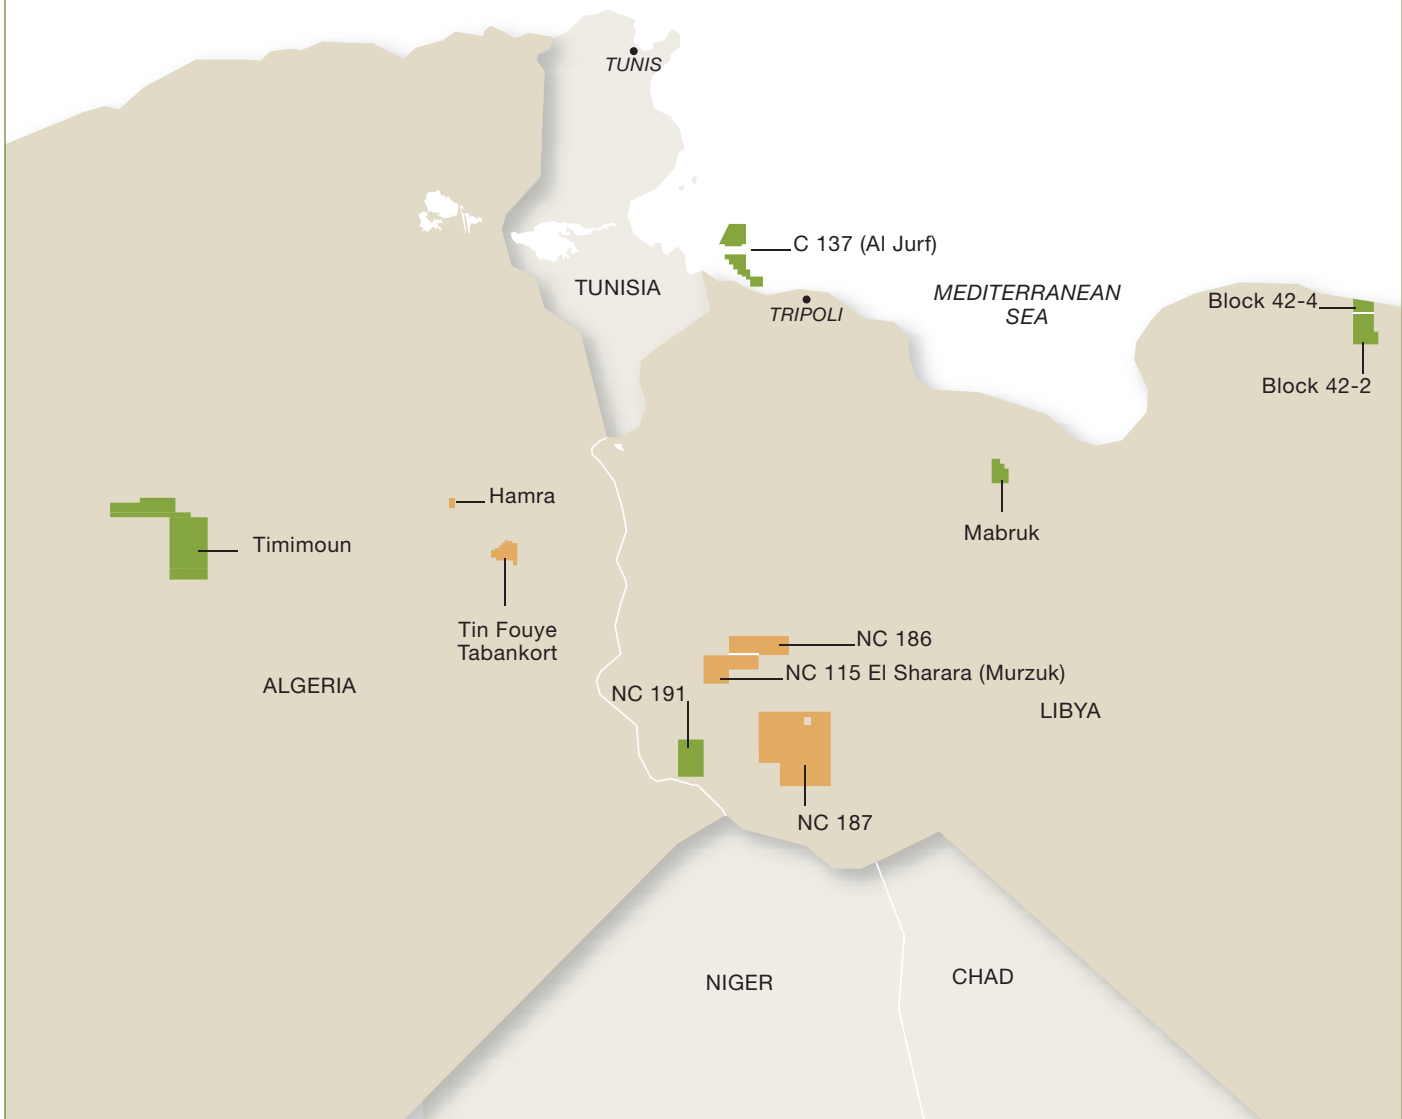 TUNIS
C 137 (Al Jurf)
TUNISIA
MEDITERRANEAN
SEA
TRIPOLI
Block 42-4
Block 42-2
Hamra
Timimoun
Mabruk
Tin Fouye
Tabankort
NC 186
NC 115 El Sharara (Murzuk)
ALGERIA
NC 191
LIBYA
NC 187
NIGER
CHAD